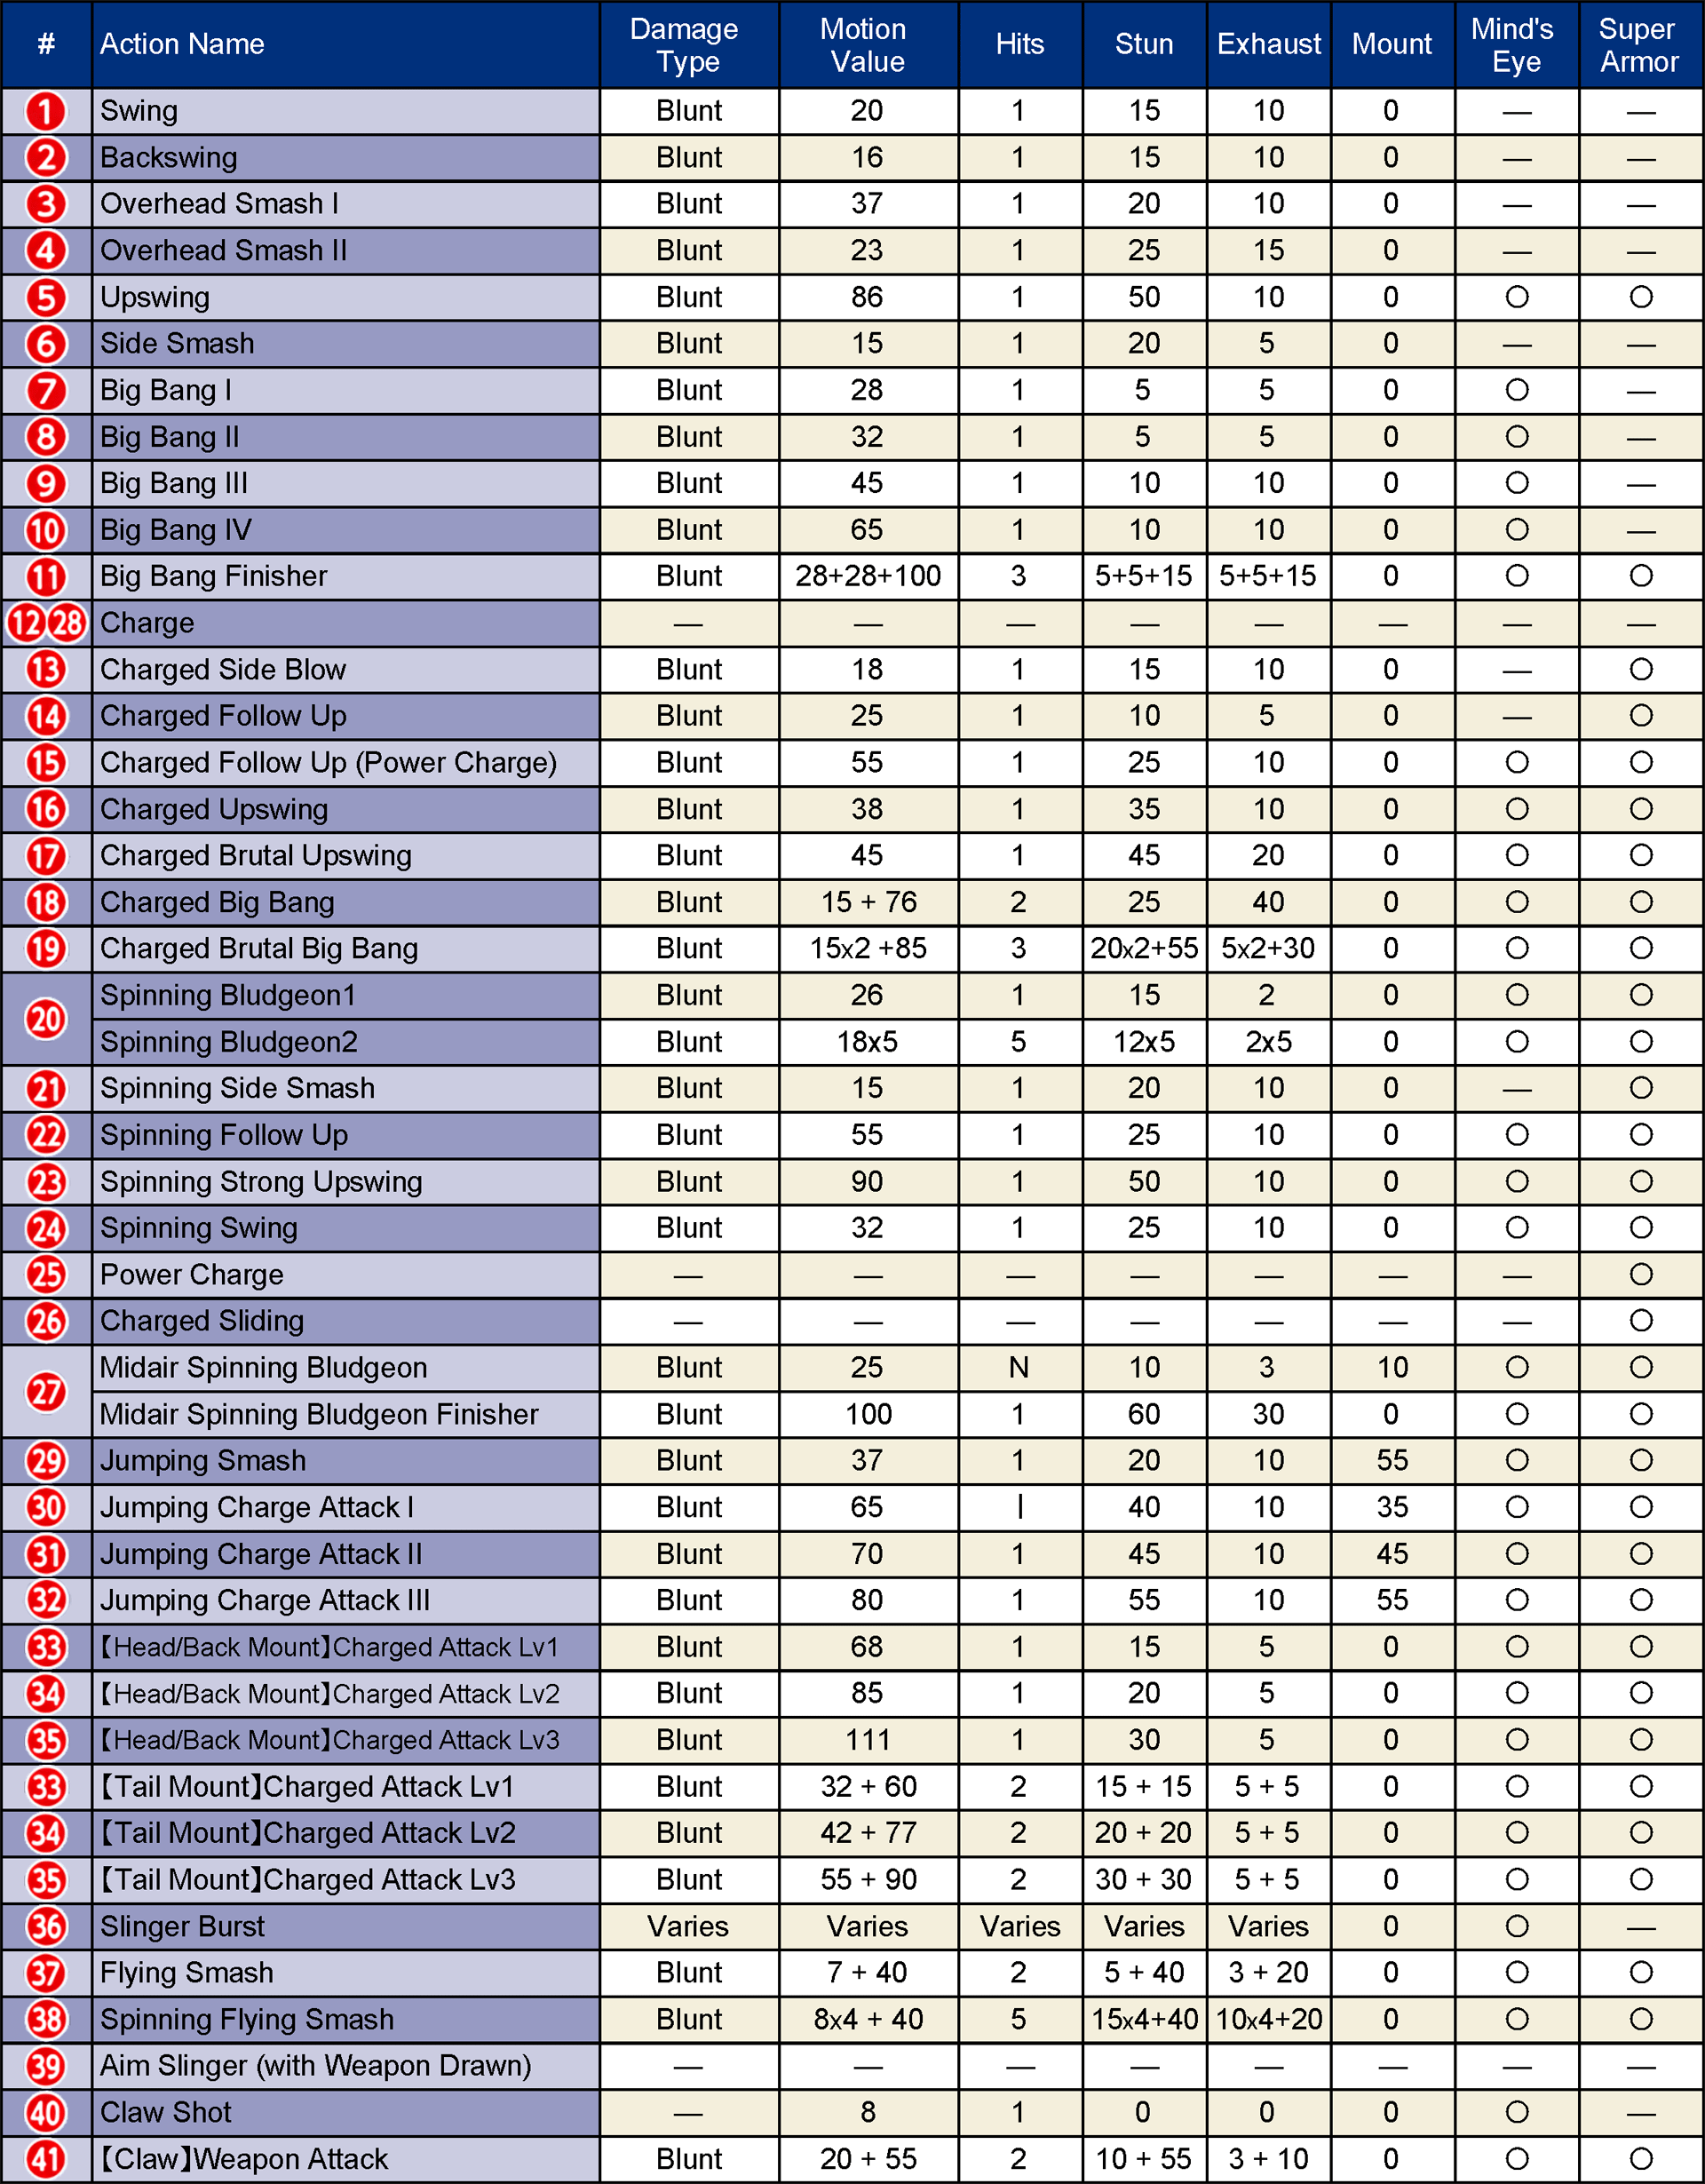 # Action Name Damage Type Motion Value Hits Stun Exhaust Mount Mind's Eye Super Armor
1 Swing Blunt 20 1 15 10 0 — —
2 Backswing Blunt 16 1 15 10 0 — —
3 Overhead Smash I Blunt 37 1 20 10 0 — —
4 Overhead Smash II Blunt 23 1 25 15 0 — —
5 Upswing Blunt 86 1 50 10 0 ○ ○
6 Side Smash Blunt 15 1 20 5 0 — —
7 Big Bang I Blunt 28 1 5 5 0 ○ —
8 Big Bang II Blunt 32 1 5 5 0 ○ —
9 Big Bang III Blunt 45 1 10 10 0 ○ —
10 Big Bang IV Blunt 65 1 10 10 0 ○ —
11 Big Bang Finisher Blunt 28+28+100 3 5+5+15 5+5+15 0 ○ ○
12 28 Charge — — — — — — — —
13 Charged Side Blow Blunt 18 1 15 10 0 — ○
14 Charged Follow Up Blunt 25 1 10 5 0 — ○
15 Charged Follow Up (Power Charge) Blunt 55 1 25 10 0 ○ ○
16 Charged Upswing Blunt 38 1 35 10 0 ○ ○
17 Charged Brutal Upswing Blunt 45 1 45 20 0 ○ ○
18 Charged Big Bang Blunt 15 + 76 2 25 40 0 ○ ○
19 Charged Brutal Big Bang Blunt 15x2 +85 3 20x2+55 5x2+30 0 ○ ○
20 Spinning Bludgeon1 Blunt 26 1 15 2 0 ○ ○
Spinning Bludgeon2 Blunt 18x5 5 12x5 2x5 0 ○ ○
21 Spinning Side Smash Blunt 15 1 20 10 0 — ○
22 Spinning Follow Up Blunt 55 1 25 10 0 ○ ○
23 Spinning Strong Upswing Blunt 90 1 50 10 0 ○ ○
24 Spinning Swing Blunt 32 1 25 10 0 ○ ○
25 Power Charge — — — — — — — ○
26 Charged Sliding — — — — — — — ○
27 Midair Spinning Bludgeon Blunt 25 N 10 3 10 ○ ○
Midair Spinning Bludgeon Finisher Blunt 100 1 60 30 0 ○ ○
29 Jumping Smash Blunt 37 1 20 10 55 ○ ○
30 Jumping Charge Attack I Blunt 65 | 40 10 35 ○ ○
31 Jumping Charge Attack II Blunt 70 1 45 10 45 ○ ○
32 Jumping Charge Attack III Blunt 80 1 55 10 55 ○ ○
33 【Head/Back Mount】Charged Attack Lv1 Blunt 68 1 15 5 0 ○ ○
34 【Head/Back Mount】Charged Attack Lv2 Blunt 85 1 20 5 0 ○ ○
35 【Head/Back Mount】Charged Attack Lv3 Blunt 111 1 30 5 0 ○ ○
33 【Tail Mount】Charged Attack Lv1 Blunt 32 + 60 2 15 + 15 5 + 5 0 ○ ○
34 【Tail Mount】Charged Attack Lv2 Blunt 42 + 77 2 20 + 20 5 + 5 0 ○ ○
35 【Tail Mount】Charged Attack Lv3 Blunt 55 + 90 2 30 + 30 5 + 5 0 ○ ○
36 Slinger Burst Varies Varies Varies Varies Varies 0 ○ —
37 Flying Smash Blunt 7 + 40 2 5 + 40 3 + 20 0 ○ ○
38 Spinning Flying Smash Blunt 8x4 + 40 5 15x4+40 10x4+20 0 ○ ○
39 Aim Slinger (with Weapon Drawn) — — — — — — — —
40 Claw Shot — 8 1 0 0 0 ○ —
41 【Claw】Weapon Attack Blunt 20 + 55 2 10 + 55 3 + 10 0 ○ ○